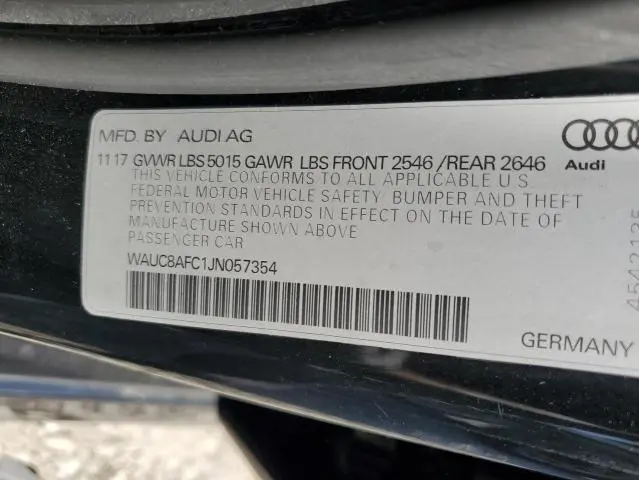 MFD. BY AUDI AG
11 17 GVWR LBS 5015 GAWR LBS FRONT 2546 /REAR 2646
THIS VEHICLE CONFORMS TO ALL APPLICABLE U.S.
FEDERAL MOTOR VEHICLE SAFETY, BUMPER AND THEFT
PREVENTION STANDARDS IN EFFECT ON THE DATE OF
MANUFACTURE SHOWN ABOVE
PASSENGER CAR
WAUC8AFC1JN057354
Audi
GERMANY